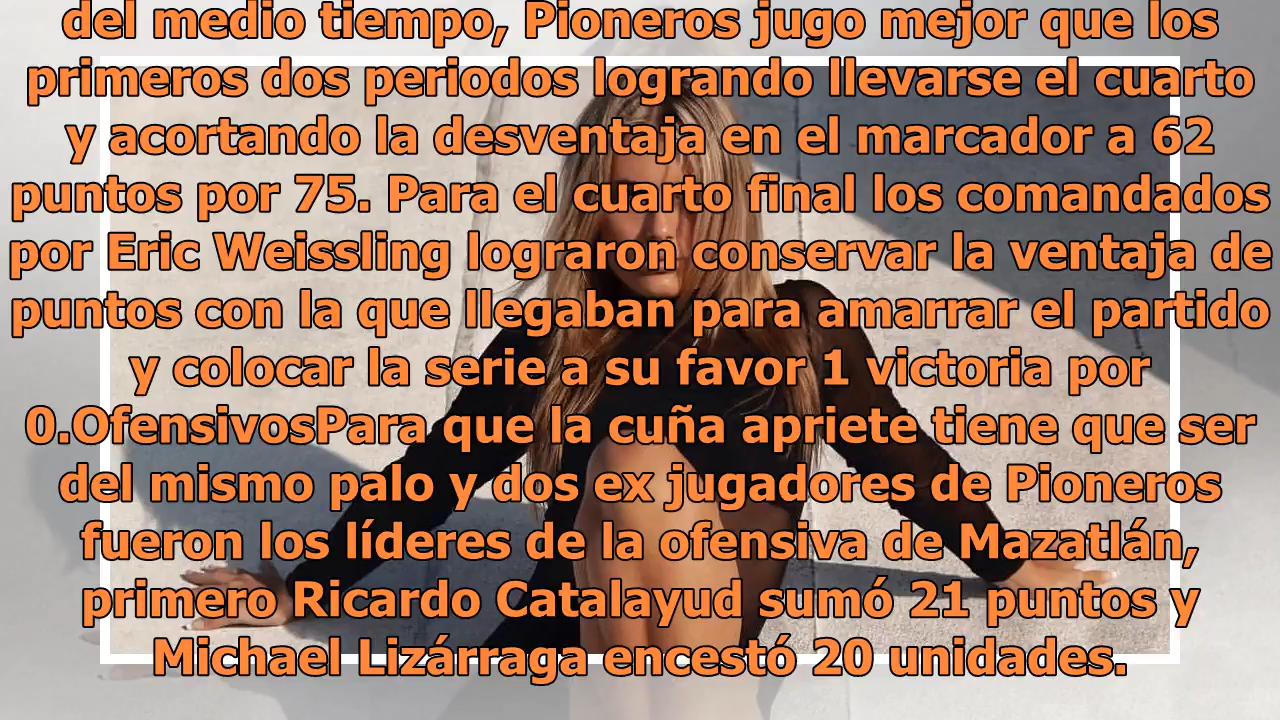 del medio tiempo, Pioneros jugo mejor que los
primeros dos periodos logrando llevarse el cuarto
y acortando la desventaja en el marcador a 62
puntos por 75. Para el cuarto final los comandados
por Eric Weissling lograron conservar la ventaja de
puntos con la que llegaban para amarrar el partido
y colocar la serie a su favor 1 victoria por
0.OfensivosPara que la cuña apriete tiene que ser
del mismo palo y dos ex jugadores de Pioneros
fueron los líderes de la ofensiva de Mazatlán,
primero Ricardo Catalayud sumó 21 puntos y
Michael Lizárraga encestó 20 unidades.